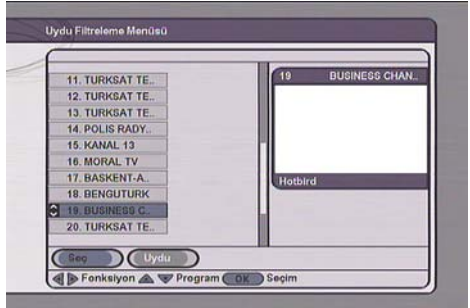 Uydu Filtreleme Menüsü
11. TURKSAT TE..
12. TURKSAT TE..
13. TURKSAT TE..
14. POLIS RADY..
15. KANAL 13
16. MORAL TV
17. BASKENT-A..
18. BENGUTURK
19. BUSINESS C..
20. TURKSAT TE..
19 BUSINESS CHAN..
Hotbird
Seç Uydu
Fonksiyon Program OK Seçim